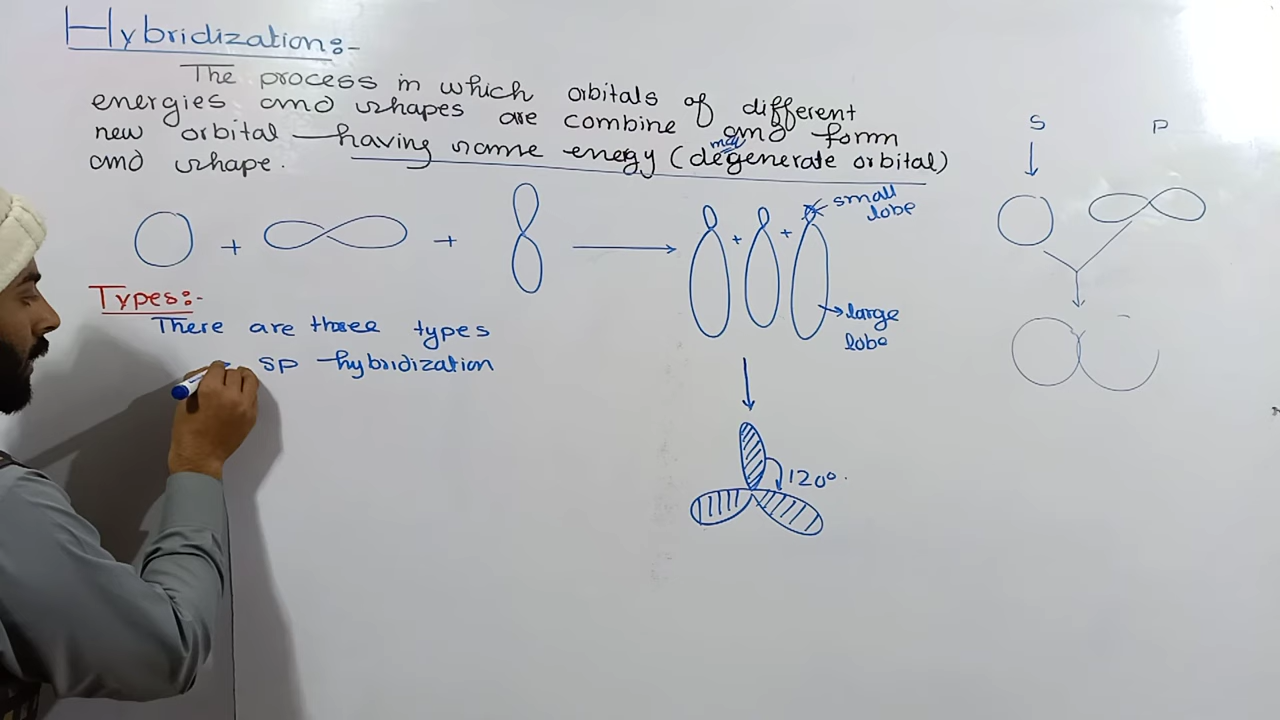 Hybridization:-
The process in which orbitals of different
energies and shapes are combine and form
new orbital having same energy (degenerate orbital)
and shape.
S P
+ + + +
small
lobe
large
lobe
Types:-
There are three types
sp hybridization
120°.